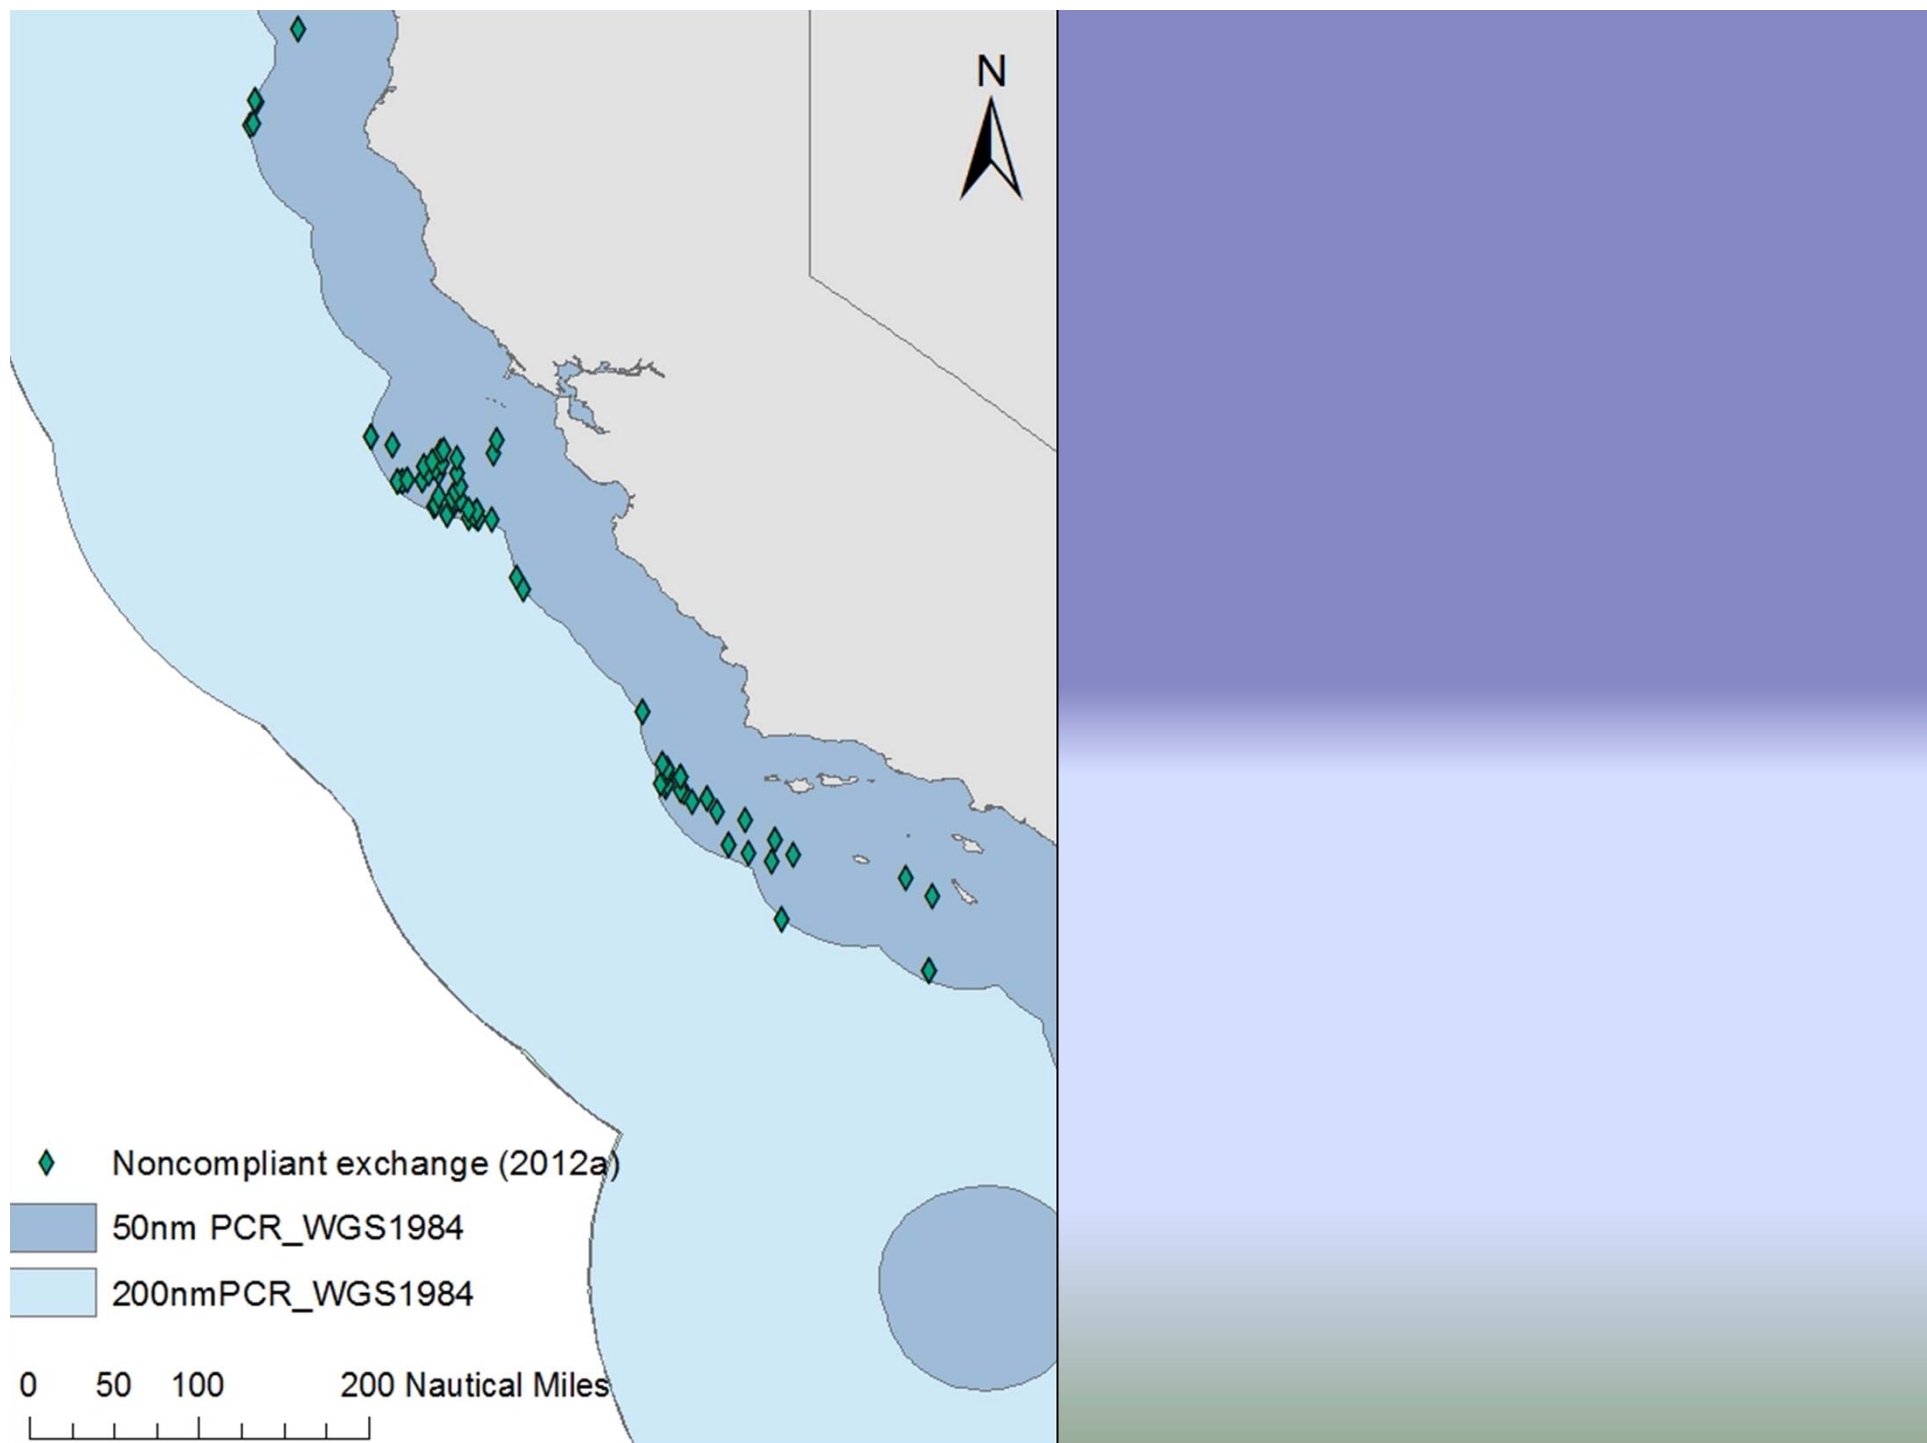 N
Noncompliant exchange (2012a)
50nm PCR_WGS1984
200nmPCR_WGS1984
0 50 100 200 Nautical Miles